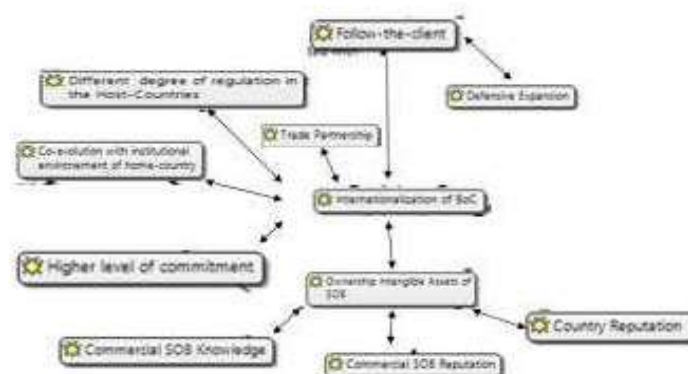 Follow-the-client
Different degree of regulation in
the Host-Countries
Defensive Expansion
Trade Partnership
Co-evolution with institutional
environment of home-country
Internationalization of BoC
Higher level of commitment
Ownership Intangible Assets of
SOB
Country Reputation
Commercial SOB Knowledge
Commercial SOB Reputation